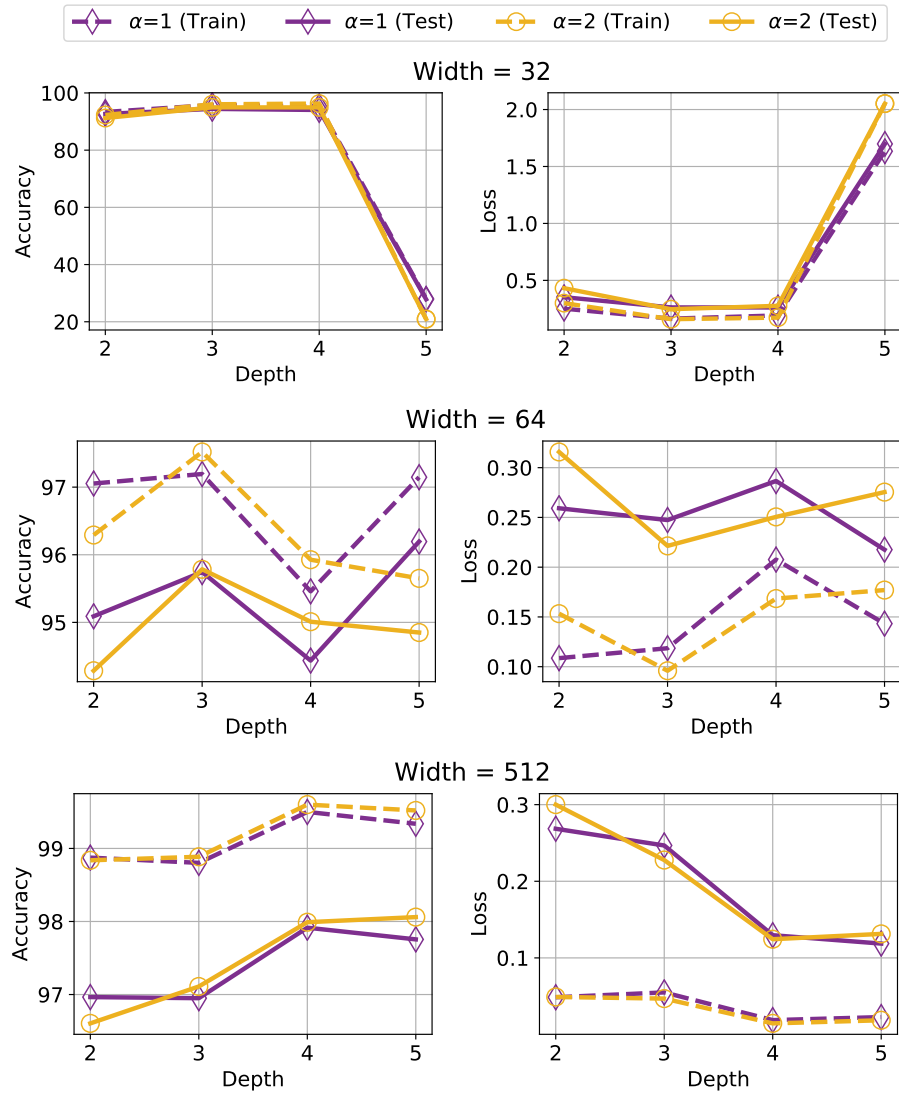 α=1 (Train) α=1 (Test) α=2 (Train) α=2 (Test)
Width = 32
100
80
60
40
20
Accuracy
2 3 4 5
Depth
2.0
1.5
1.0
0.5
Loss
2 3 4 5
Depth
Width = 64
97
96
95
Accuracy
2 3 4 5
Depth
0.30
0.25
0.20
0.15
0.10
Loss
2 3 4 5
Depth
Width = 512
99
98
97
Accuracy
2 3 4 5
Depth
0.3
0.2
0.1
Loss
2 3 4 5
Depth